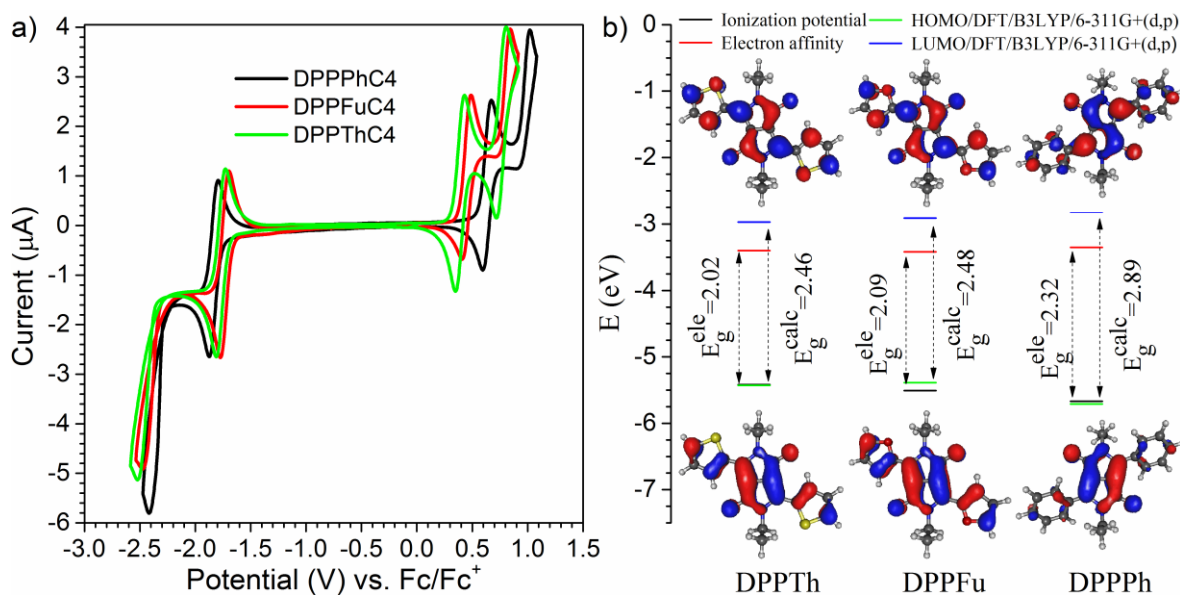 a)
DPPPhC4
DPPFuC4
DPPThC4
Current (µA)
4
3
2
1
0
-1
-2
-3
-4
-5
-6
-3.0 -2.5 -2.0 -1.5 -1.0 -0.5 0.0 0.5 1.0 1.5
Potential (V) vs. Fc/Fc+
b)
Ionization potential
Electron affinity
HOMO/DFT/B3LYP/6-311G+(d,p)
LUMO/DFT/B3LYP/6-311G+(d,p)
E (eV)
-0
-1
-2
-3
-4
-5
-6
-7
Egele=2.02
Egcalc=2.46
Egele=2.09
Egcalc=2.48
Egele=2.32
Egcalc=2.89
DPPTh DPPFu DPPPh